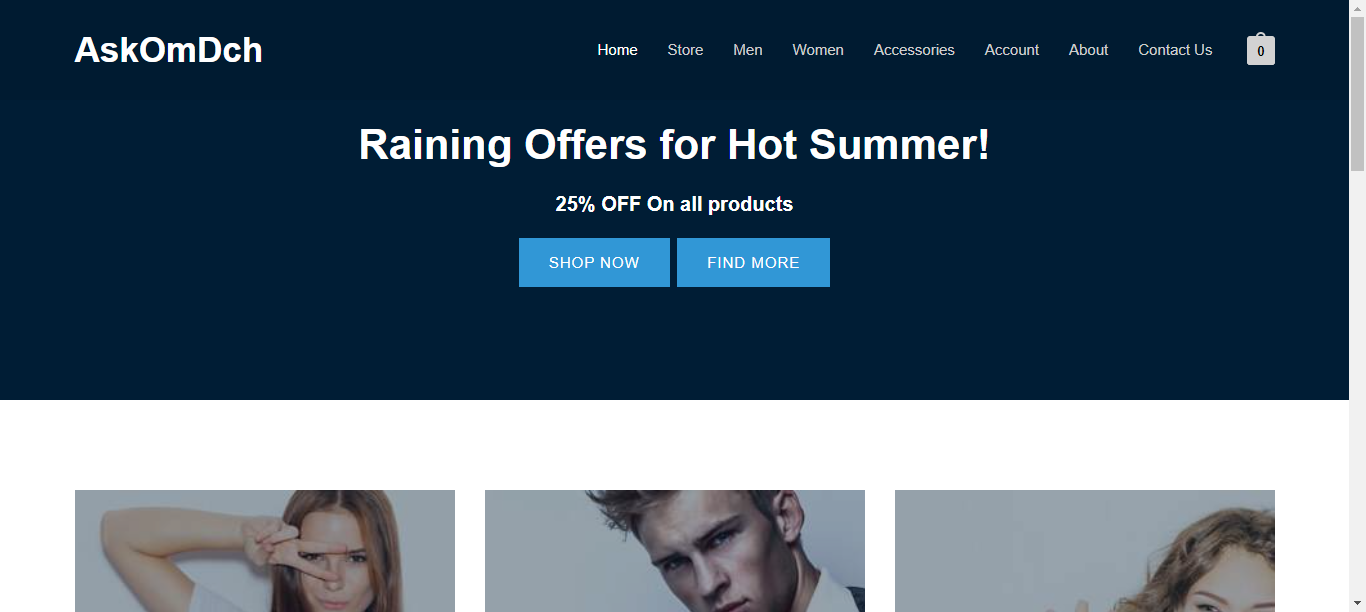 AskOmDch
Home Store Men Women Accessories Account About Contact Us 0
Raining Offers for Hot Summer!
25% OFF On all products
SHOP NOW FIND MORE